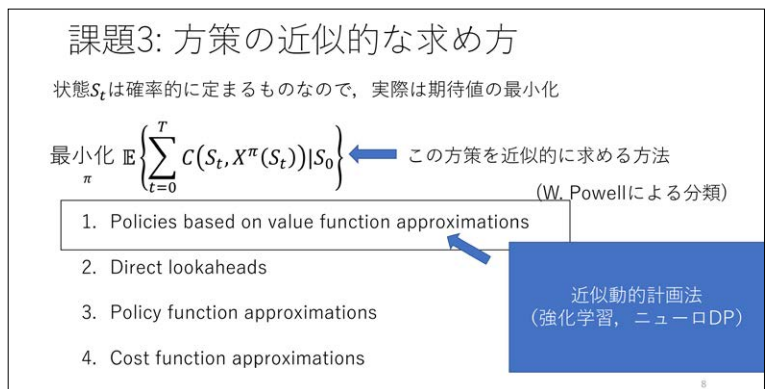 課題3: 方策の近似的な求め方
状態S_tは確率的に定まるものなので，実際は期待値の最小化
最小化_π 𝔼{∑_{t=0}^{T} C(S_t, X^π(S_t))|S_0} この方策を近似的に求める方法
(W. Powellによる分類)
1. Policies based on value function approximations
2. Direct lookaheads
3. Policy function approximations
4. Cost function approximations
近似動的計画法
(強化学習，ニューロDP)
8